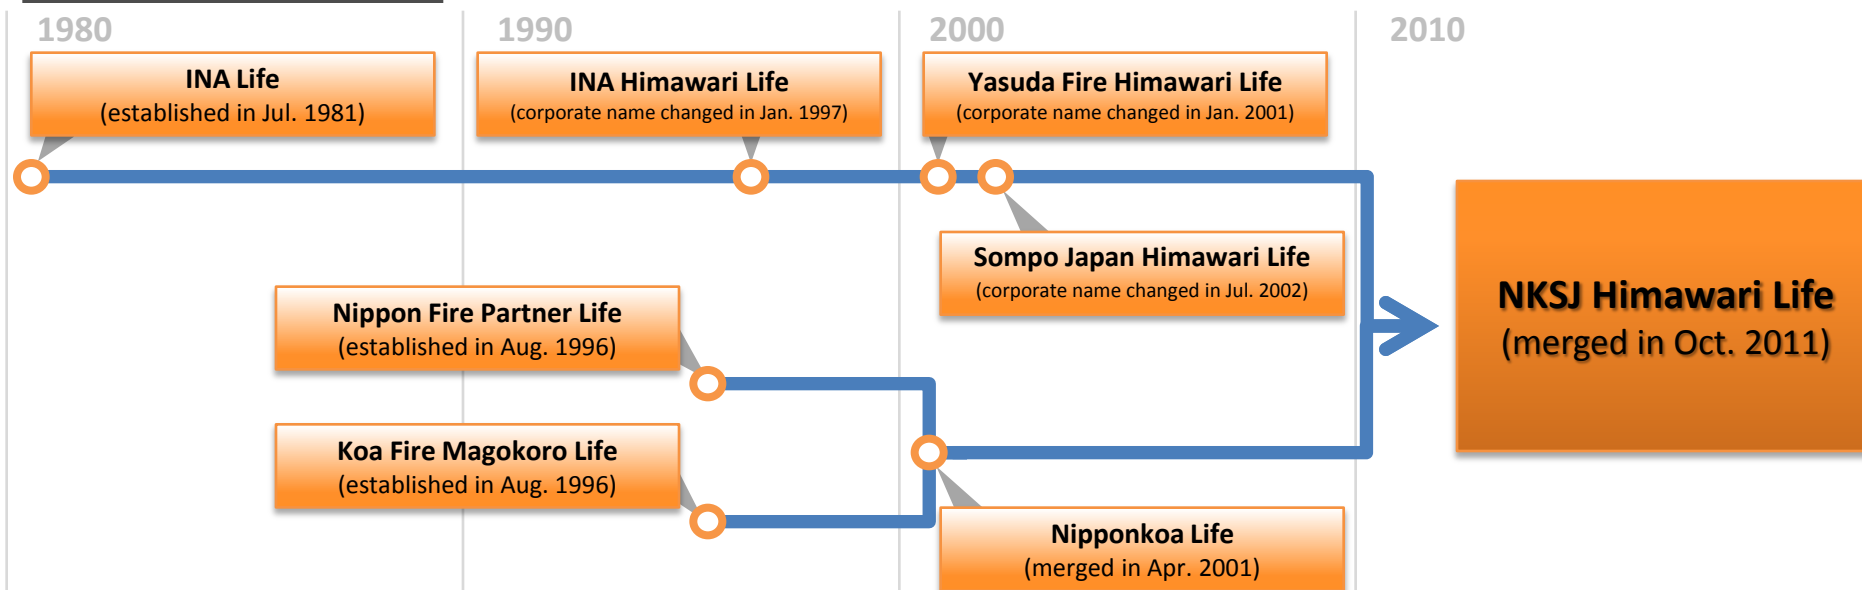 1980
1990
2000
2010
INA Life
(established in Jul. 1981)
INA Himawari Life
(corporate name changed in Jan. 1997)
Yasuda Fire Himawari Life
(corporate name changed in Jan. 2001)
Sompo Japan Himawari Life
(corporate name changed in Jul. 2002)
Nippon Fire Partner Life
(established in Aug. 1996)
Koa Fire Magokoro Life
(established in Aug. 1996)
Nipponkoa Life
(merged in Apr. 2001)
NKSJ Himawari Life
(merged in Oct. 2011)